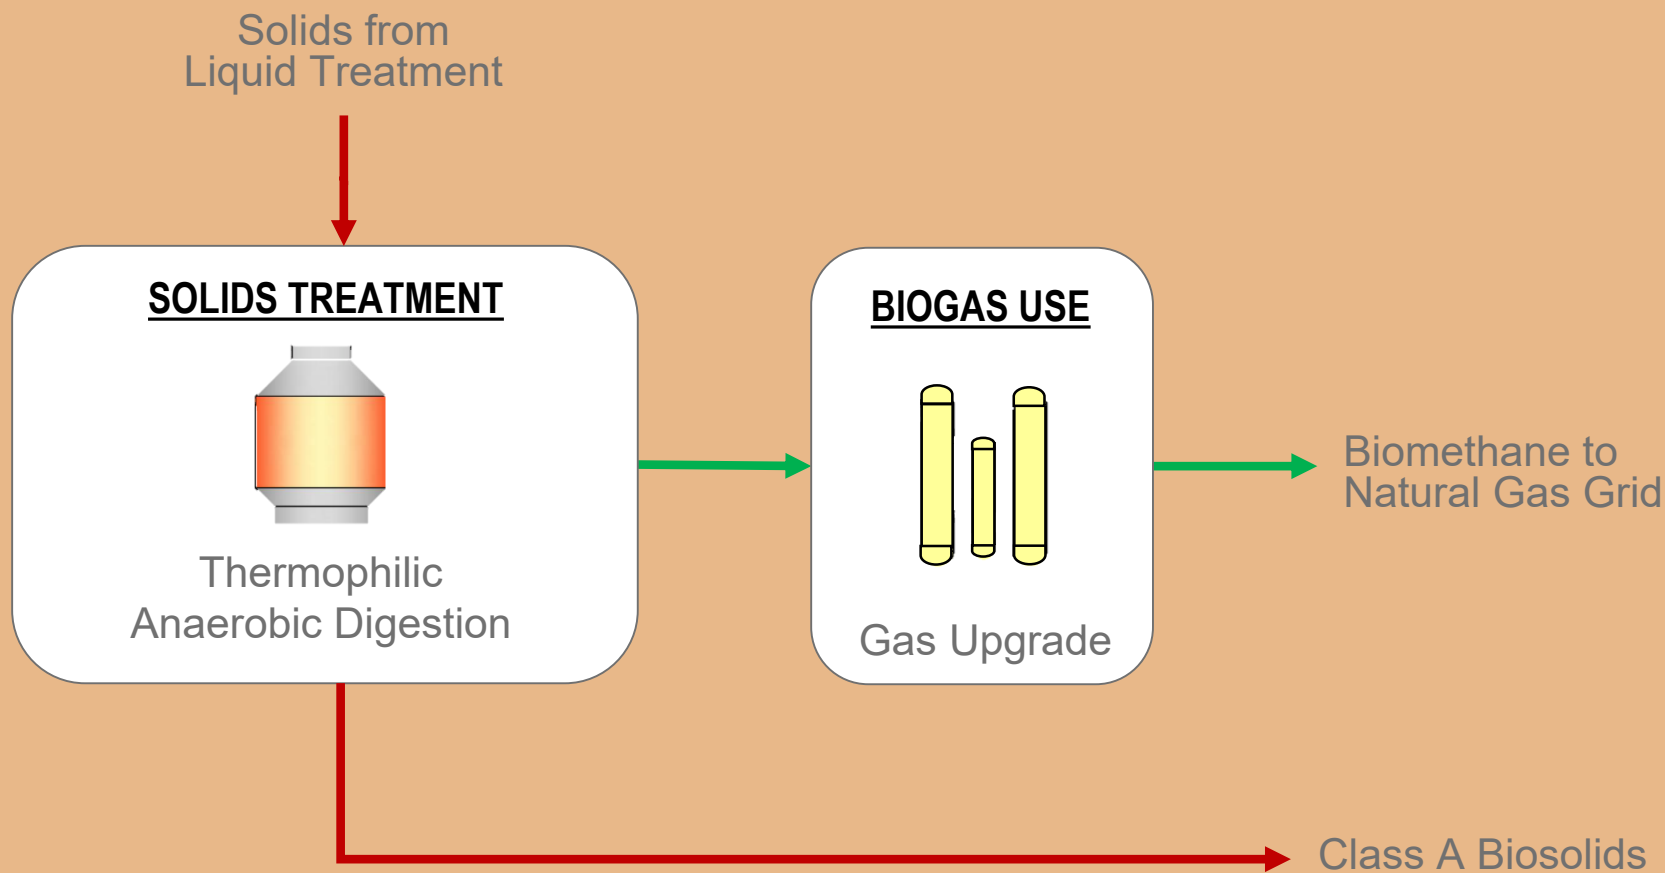 Solids from
Liquid Treatment
SOLIDS TREATMENT
Thermophilic
Anaerobic Digestion
BIOGAS USE
Gas Upgrade
Biomethane to
Natural Gas Grid
Class A Biosolids